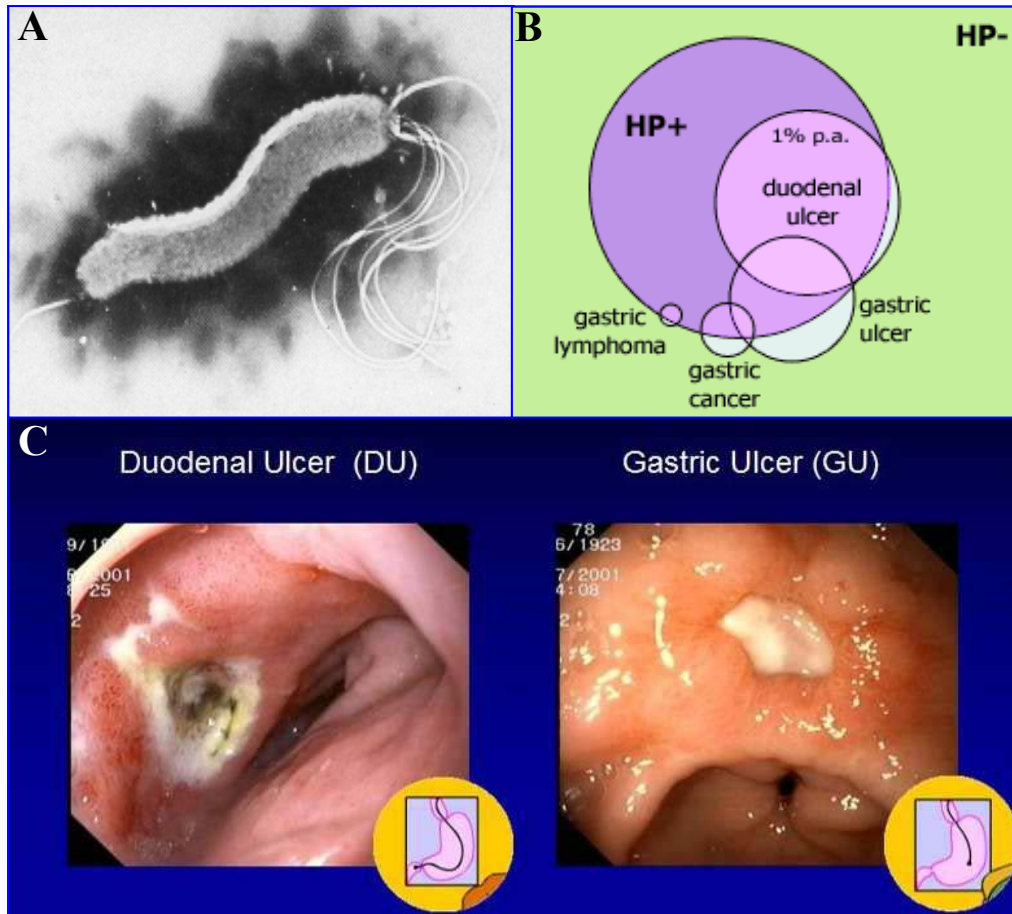 A
B
HP-
HP+
1% p.a.
duodenal
ulcer
gastric
lymphoma
gastric
cancer
gastric
ulcer
C
Duodenal Ulcer (DU)
Gastric Ulcer (GU)
9/19
/2001
25
2
78
6/1923
7/2001
4:08
2